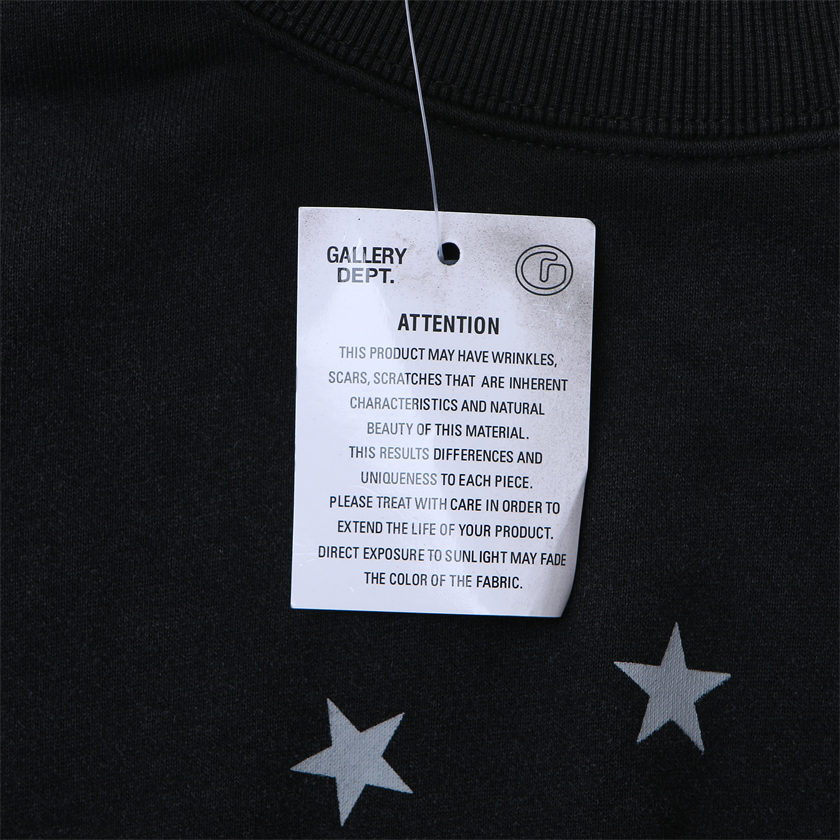 GALLERY
DEPT.
ATTENTION
THIS PRODUCT MAY HAVE WRINKLES,
SCARS, SCRATCHES THAT ARE INHERENT
CHARACTERISTICS AND NATURAL
BEAUTY OF THIS MATERIAL.
THIS RESULTS DIFFERENCES AND
UNIQUENESS TO EACH PIECE.
PLEASE TREAT WITH CARE IN ORDER TO
EXTEND THE LIFE OF YOUR PRODUCT.
DIRECT EXPOSURE TO SUNLIGHT MAY FADE
THE COLOR OF THE FABRIC.